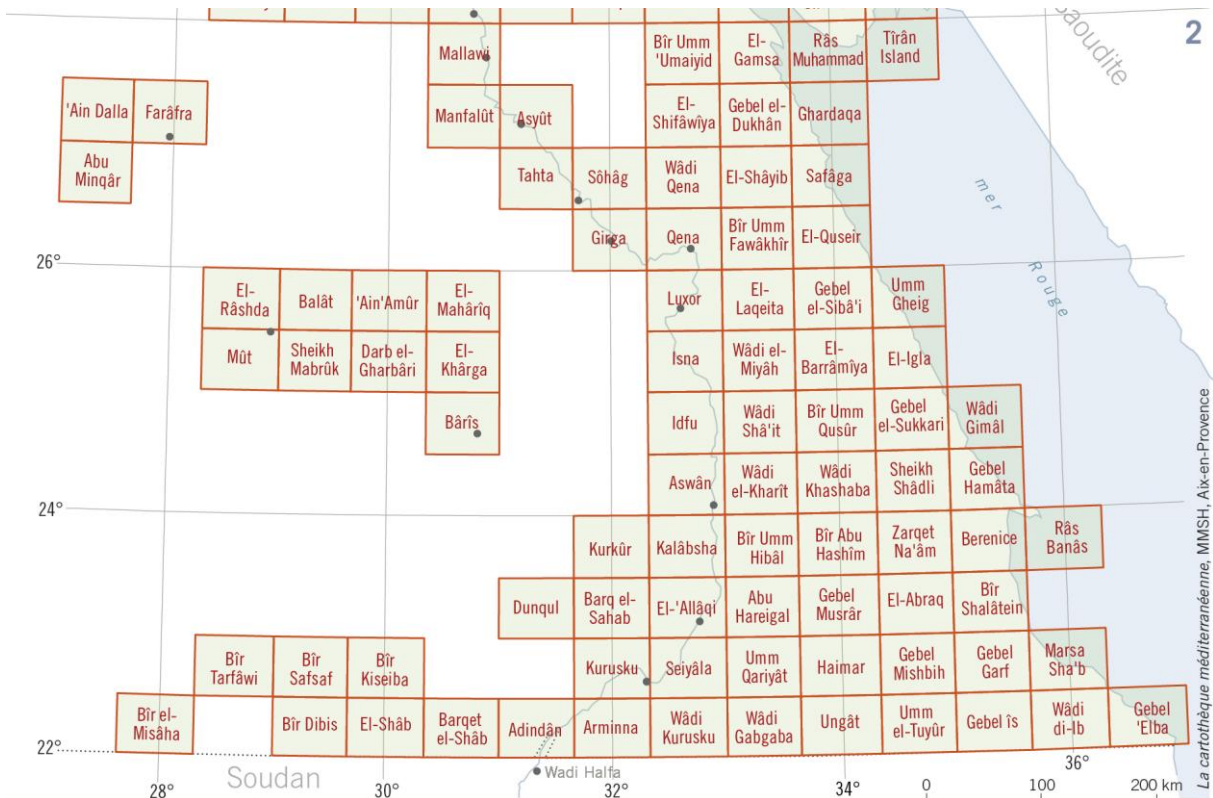 2
Saoudite
Mallawi
Bîr Umm
'Umaiyid
El-
Gamsa
Râs
Muhammad
Tîrân
Island
'Ain Dalla
Farâfra
Manfalût
Asyût
El-
Shifâwîya
Gebel el-
Dukhân
Ghardaqa
Abu
Minqâr
Tahta
Sôhâg
Wâdi
Qena
El-Shâyib
Safâga
mer
Rouge
Girga
Qena
Bîr Umm
Fawâkhîr
El-Quseir
26°
El-
Râshda
Balât
'Ain'Amûr
El-
Mahârîq
Luxor
El-
Laqeita
Gebel
el-Sibâ'i
Umm
Gheig
Mût
Sheikh
Mabrûk
Darb el-
Gharbâri
El-
Khârga
Isna
Wâdi el-
Miyâh
El-
Barrâmîya
El-Igla
Bârîs
Idfu
Wâdi
Shâ'it
Bîr Umm
Qusûr
Gebel
el-Sukkari
Wâdi
Gimâl
Aswân
Wâdi
el-Kharît
Wâdi
Khashaba
Sheikh
Shâdli
Gebel
Hamâta
24°
Kurkûr
Kalâbsha
Bîr Umm
Hibâl
Bîr Abu
Hashîm
Zarqet
Na'âm
Berenice
Râs
Banâs
Dunqul
Barq el-
Sahab
El-'Allâqi
Abu
Hareigal
Gebel
Musrâr
El-Abraq
Bîr
Shalâtein
Bîr
Tarfâwi
Bîr
Safsaf
Bîr
Kiseiba
Kurusku
Seiyâla
Umm
Qariyât
Haimar
Gebel
Mishbih
Gebel
Garf
Marsa
Sha'b
Bîr el-
Misâha
Bîr Dibis
El-Shâb
Barqet
el-Shâb
Adindân
Arminna
Wâdi
Kurusku
Wâdi
Gabgaba
Ungât
Umm
el-Tuyûr
Gebel îs
Wâdi
di-Ib
Gebel
'Elba
22°
Soudan
Wadi Halfa
28°
30°
32°
34°
36°
0
100
200 km
La cartothèque méditerranéenne, MMSH, Aix-en-Provence